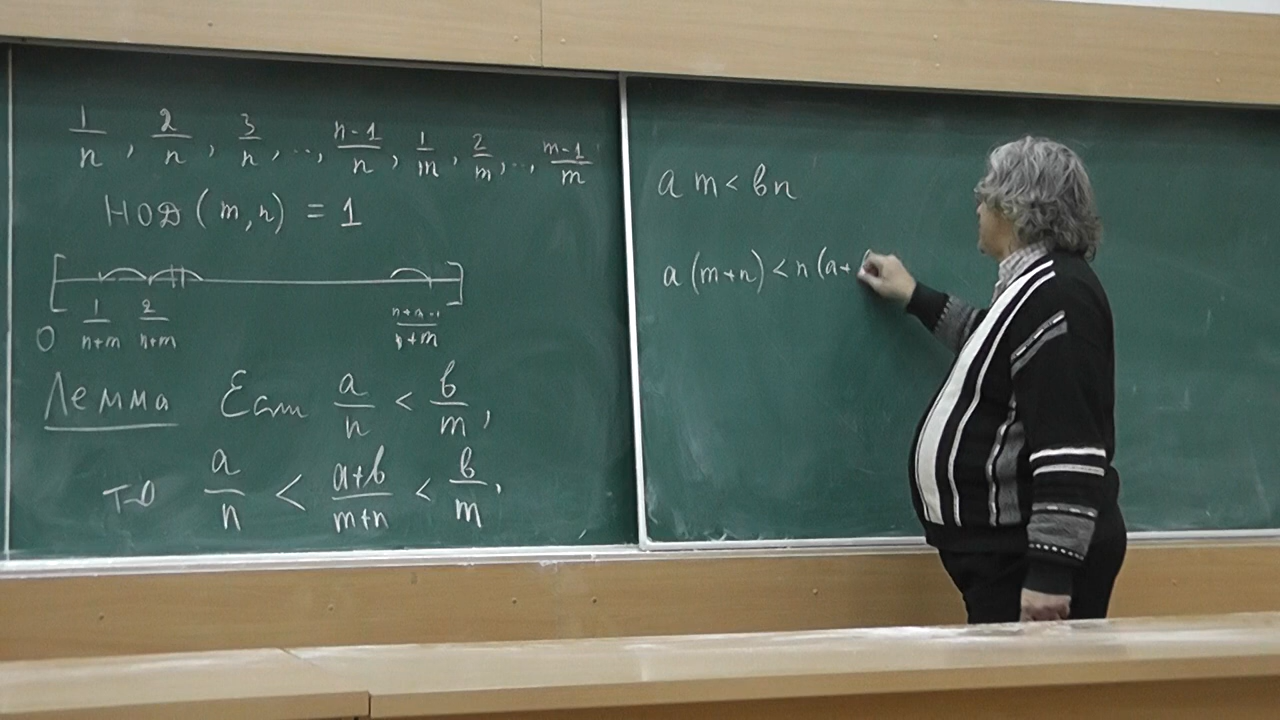 1/n, 2/n, 3/n, ..., n-1/n, 1/m, 2/m, ..., m-1/m
НОД(m,n) = 1
[ ]
0 1/n+m 2/n+m n+m-1/n+m
Лемма Если a/n < b/m,
то a/n < a+b/m+n < b/m.
am < bn
a(m+n) < n(a+